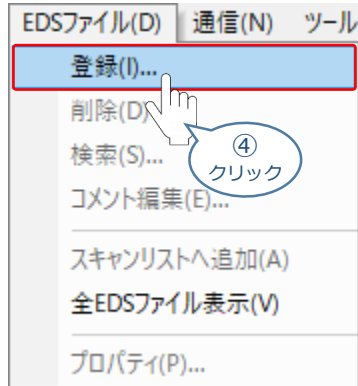 EDSファイル(D) 通信(N) ツール
登録(I)...
削除(D)
検索(S)...
④
クリック
コメント編集(E)...
スキャンリストへ追加(A)
全EDSファイル表示(V)
プロパティ(P)...